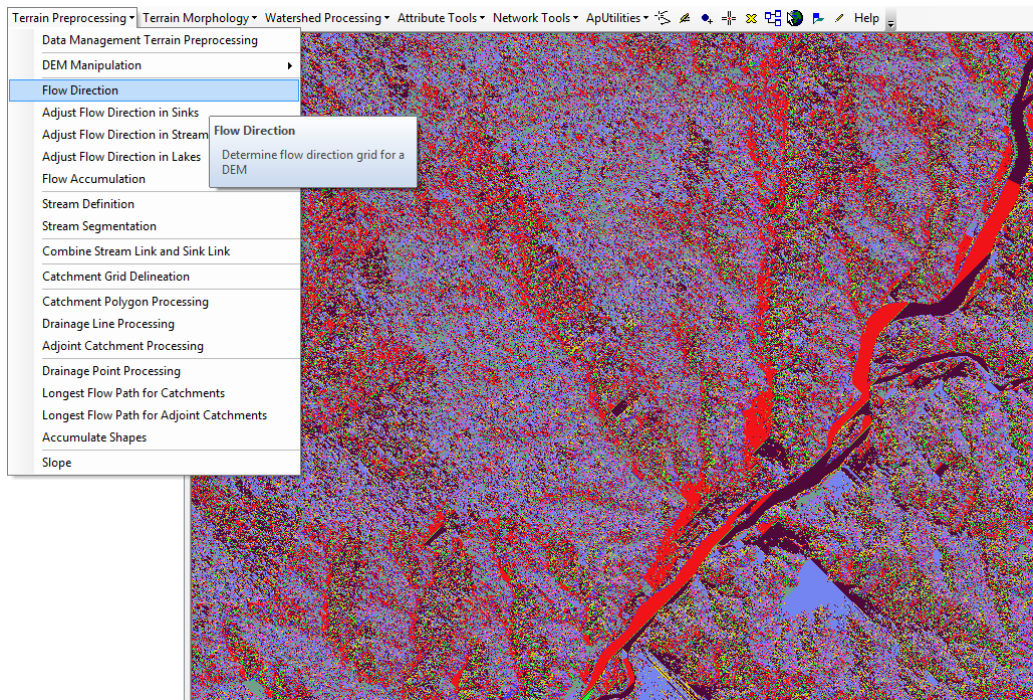 Terrain Preprocessing Terrain Morphology Watershed Processing Attribute Tools Network Tools ApUtilities Help
Data Management Terrain Preprocessing
DEM Manipulation
Flow Direction
Adjust Flow Direction in Sinks
Adjust Flow Direction in Stream
Adjust Flow Direction in Lakes
Flow Accumulation
Flow Direction
Determine flow direction grid for a
DEM
Stream Definition
Stream Segmentation
Combine Stream Link and Sink Link
Catchment Grid Delineation
Catchment Polygon Processing
Drainage Line Processing
Adjoint Catchment Processing
Drainage Point Processing
Longest Flow Path for Catchments
Longest Flow Path for Adjoint Catchments
Accumulate Shapes
Slope